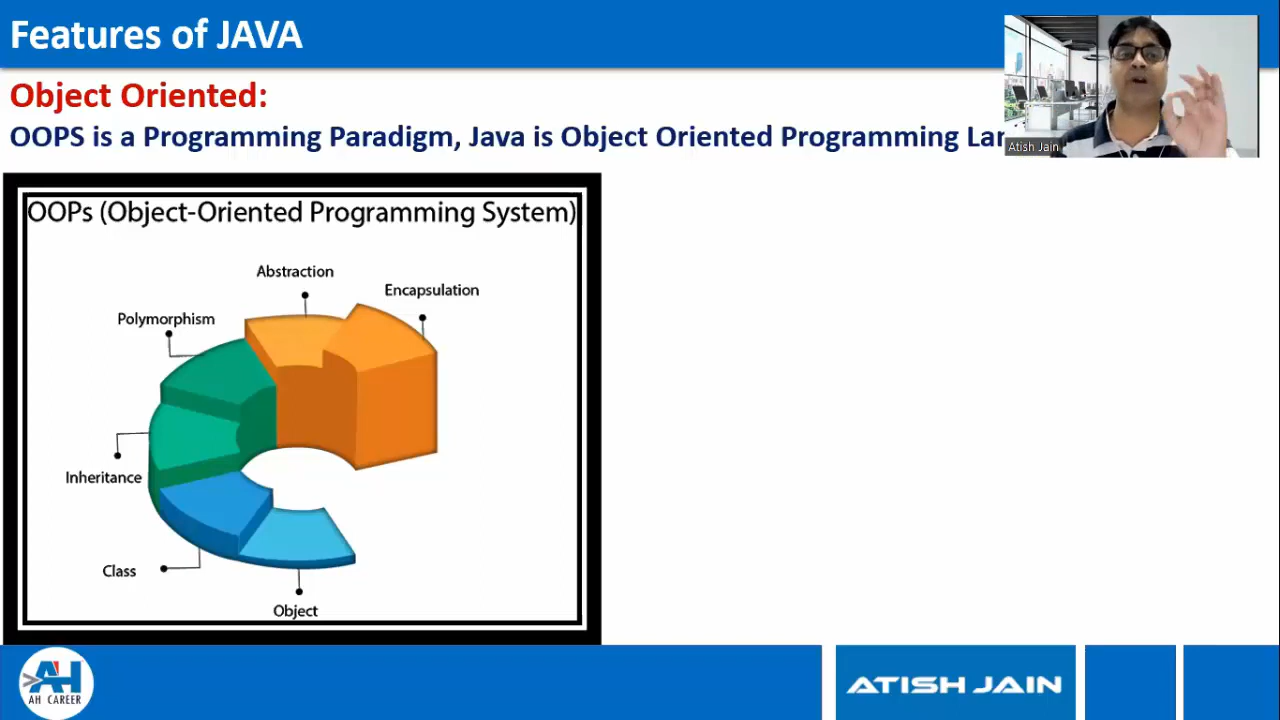 Features of JAVA
Object Oriented:
OOPS is a Programming Paradigm, Java is Object Oriented Programming
Atish Jain
OOPs (Object-Oriented Programming System)
Abstraction
Encapsulation
Polymorphism
Inheritance
Class
Object
AH
AH CAREER
ATISH JAIN